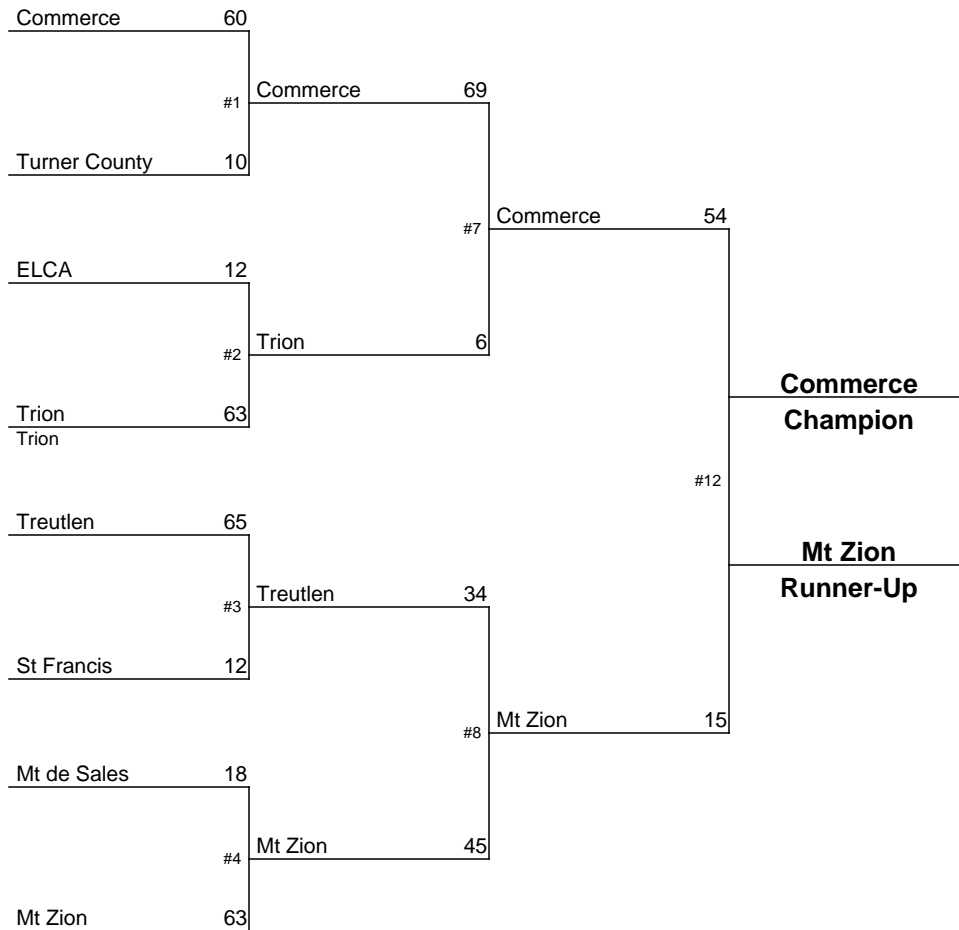 Commerce 60
#1 Commerce 69
Turner County 10
#7 Commerce 54
ELCA 12
#2 Trion 6
Trion 63
Trion
Commerce
Champion
#12
Treutlen 65
Mt Zion
Runner-Up
#3 Treutlen 34
St Francis 12
#8 Mt Zion 15
Mt de Sales 18
#4 Mt Zion 45
Mt Zion 63